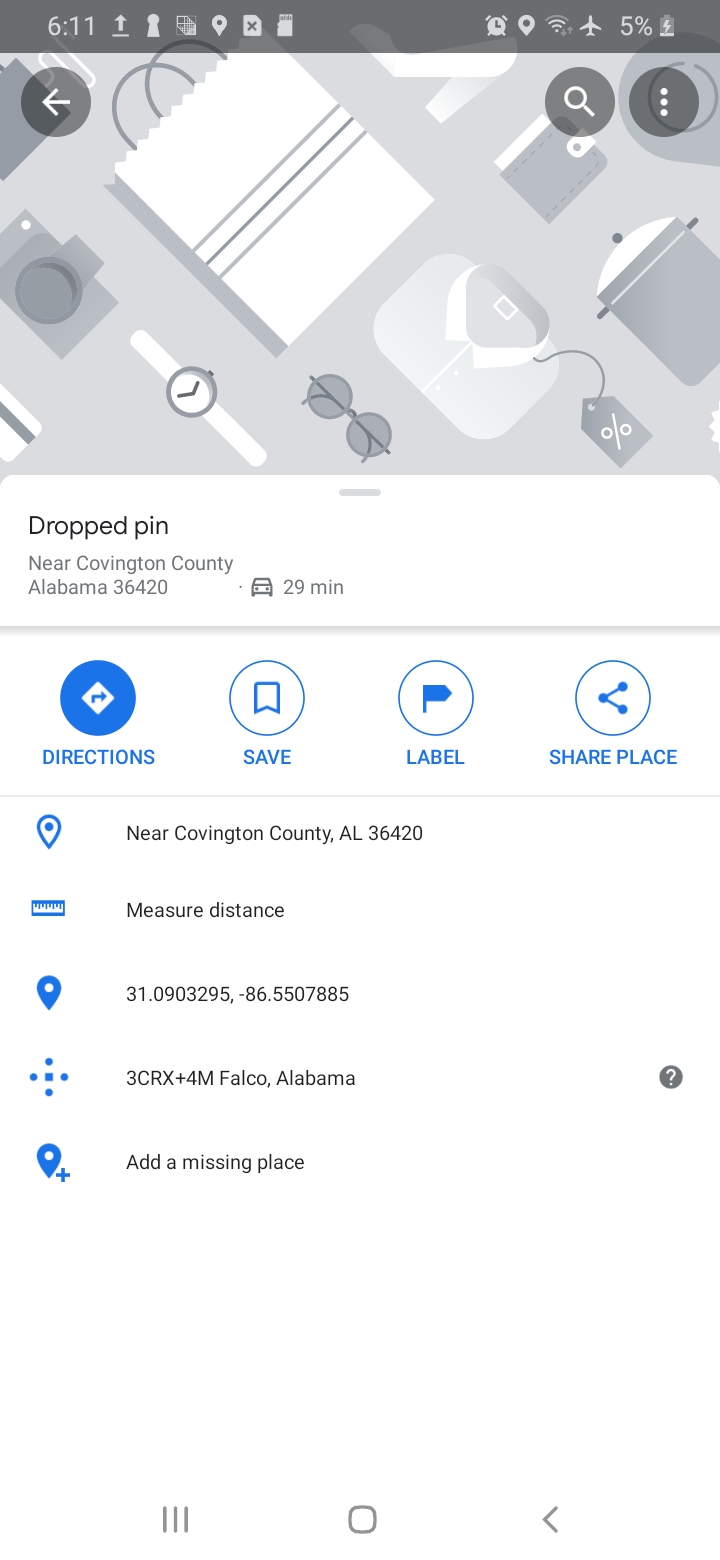 6:11
5%
Dropped pin
Near Covington County
Alabama 36420 · 29 min
DIRECTIONS SAVE LABEL SHARE PLACE
Near Covington County, AL 36420
Measure distance
31.0903295, -86.5507885
3CRX+4M Falco, Alabama
Add a missing place